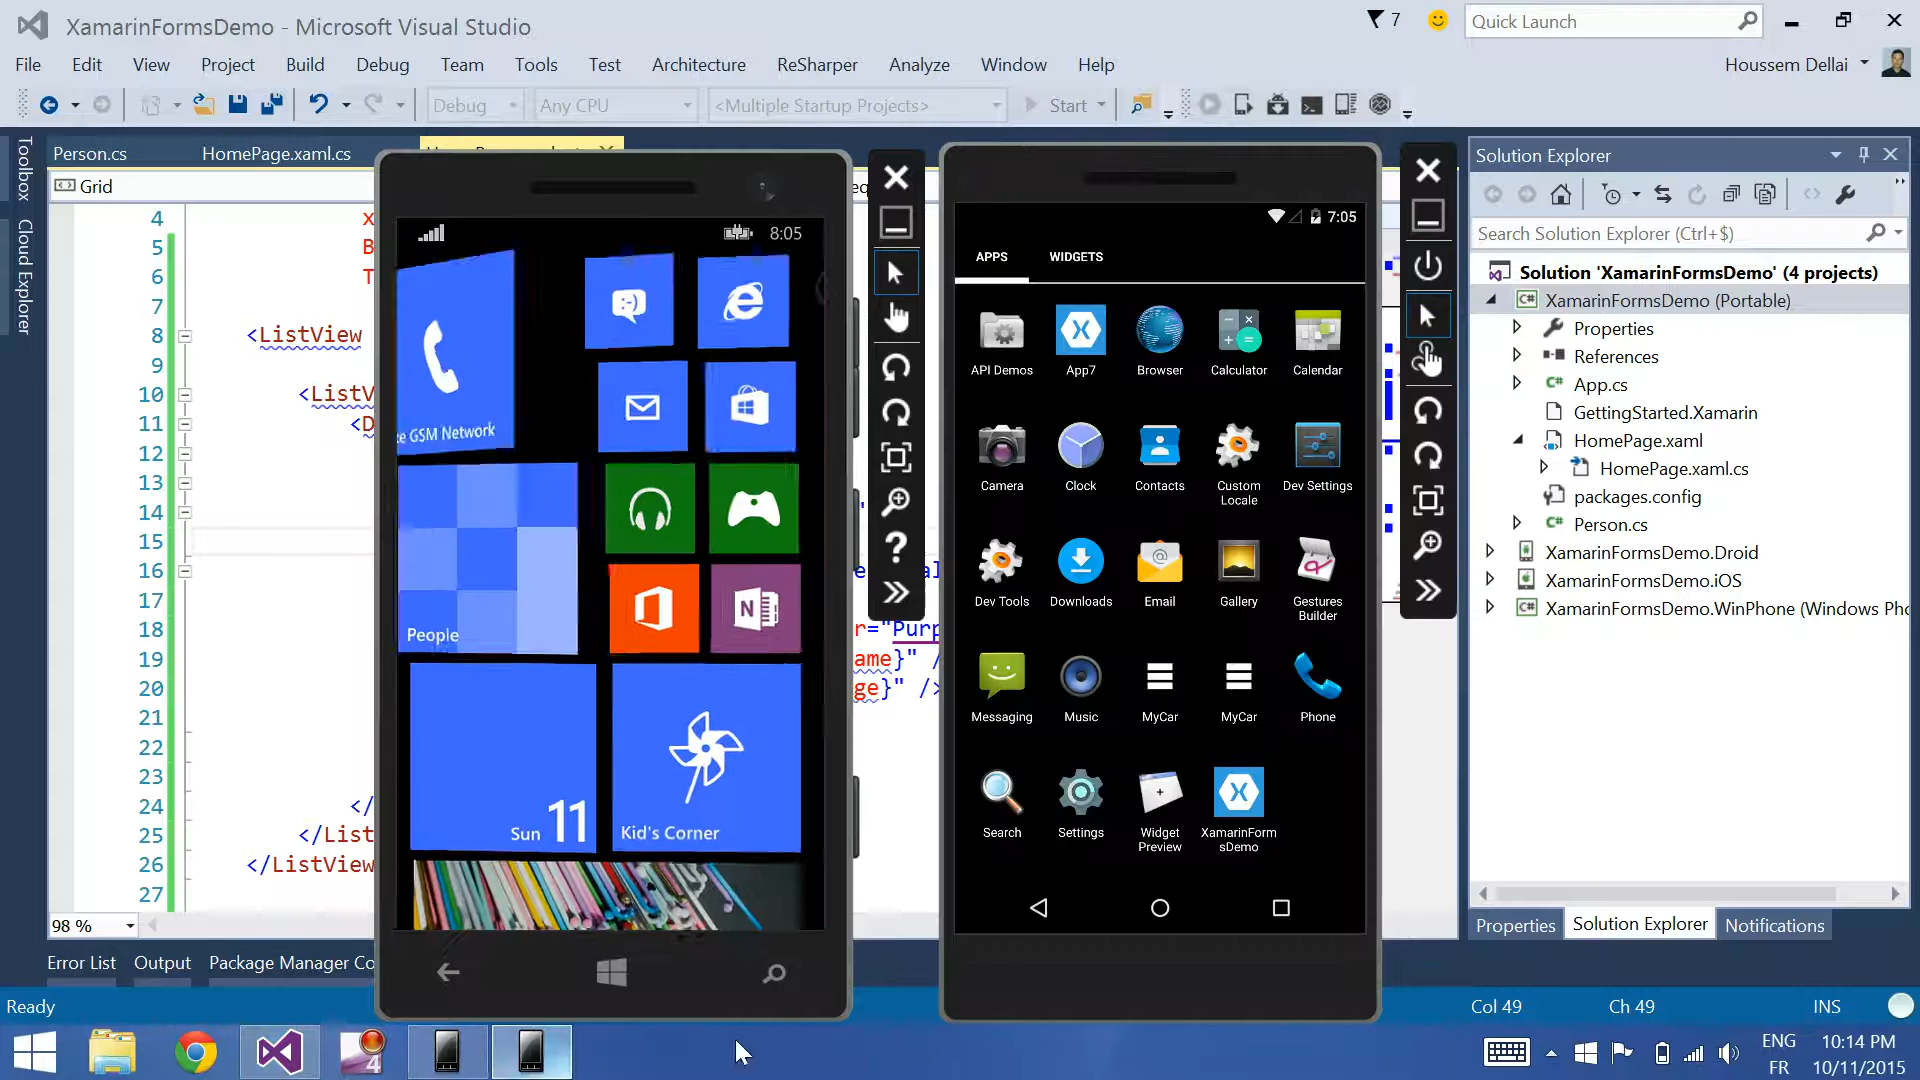 XamarinFormsDemo - Microsoft Visual Studio
7
Quick Launch
File Edit View Project Build Debug Team Tools Test Architecture ReSharper Analyze Window Help
Houssem Dellai
Debug Any CPU <Multiple Startup Projects> Start
Toolbox
Cloud Explorer
Person.cs HomePage.xaml.cs
Grid
4 x
5 B
6 T
7
8 <ListView
9
10 <ListV
11 <D
12
13
14
15
16 al
17
18 r="Purp
19 ame}" /
20 ge}" />
21
22
23
24 </
25 </List
26 </ListView
27
98 %
8:05
e GSM Network
People
Sun 11
Kid's Corner
7:05
APPS WIDGETS
API Demos App7 Browser Calculator Calendar
Camera Clock Contacts Custom Locale Dev Settings
Dev Tools Downloads Email Gallery Gestures Builder
Messaging Music MyCar MyCar Phone
Search Settings Widget Preview XamarinFormsDemo
Solution Explorer
Search Solution Explorer (Ctrl+$)
Solution 'XamarinFormsDemo' (4 projects)
XamarinFormsDemo (Portable)
Properties
References
App.cs
GettingStarted.Xamarin
HomePage.xaml
HomePage.xaml.cs
packages.config
Person.cs
XamarinFormsDemo.Droid
XamarinFormsDemo.iOS
XamarinFormsDemo.WinPhone (Windows Pho
Properties Solution Explorer Notifications
Error List Output Package Manager Co
Ready Col 49 Ch 49 INS
4
ENG 10:14 PM
FR 10/11/2015